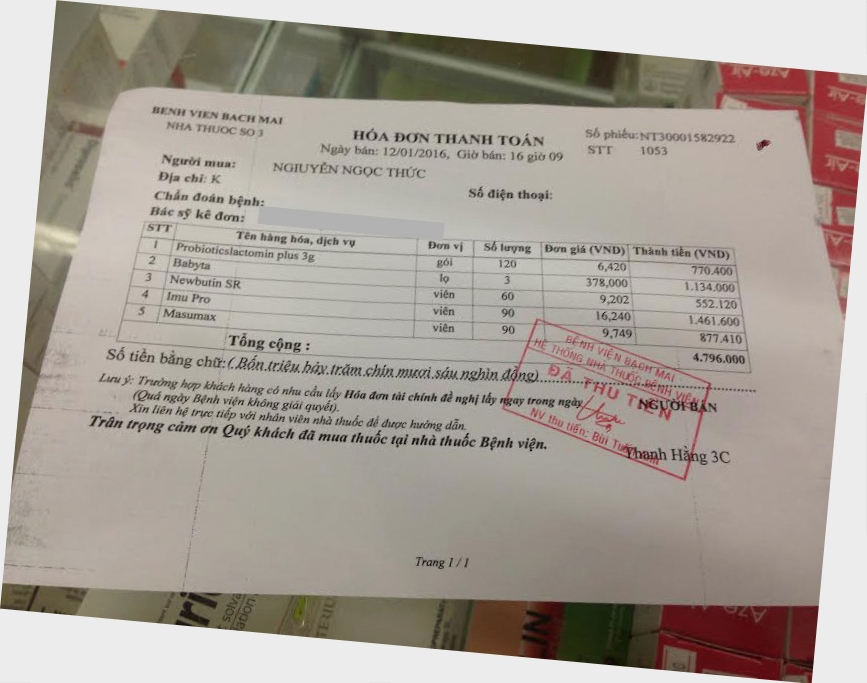 BENH VIEN BACH MAI
NHA THUOC SO 3
HÓA ĐƠN THANH TOÁN
Ngày bán: 12/01/2016, Giờ bán: 16 giờ 09
Số phiếu:NT30001582922
STT 1053
Người mua: NGIUYỄN NGỌC THỨC
Địa chỉ: K
Số điện thoại:
Chẩn đoán bệnh:
Bác sỹ kê đơn:
STT Tên hàng hóa, dịch vụ Đơn vị Số lượng Đơn giá (VND) Thành tiền (VND)
1 Probioticslactomin plus 3g gói 120 6,420 770.400
2 Babyta lọ 3 378,000 1.134.000
3 Newbutin SR viên 60 9,202 552.120
4 Imu Pro viên 90 16,240 1.461.600
5 Masumax viên 90 9,749 877.410
Tổng cộng : 4.796.000
Số tiền bằng chữ:( Bốn triệu bảy trăm chín mươi sáu nghìn đồng)
Lưu ý: Trường hợp khách hàng có nhu cầu lấy Hóa đơn tài chính đề nghị lấy ngay trong ngày
(Quá ngày Bệnh viện không giải quyết).
Xin liên hệ trực tiếp với nhân viên nhà thuốc để được hướng dẫn.
Trân trọng cảm ơn Quý khách đã mua thuốc tại nhà thuốc Bệnh viện.
BỆNH VIỆN BẠCH MAI
HỆ THỐNG NHÀ THUỐC BỆNH VIỆN
ĐÃ THU TIỀN
NV thu tiền: Bùi
NGƯỜI BÁN
Thanh Hằng 3C
Trang 1 / 1